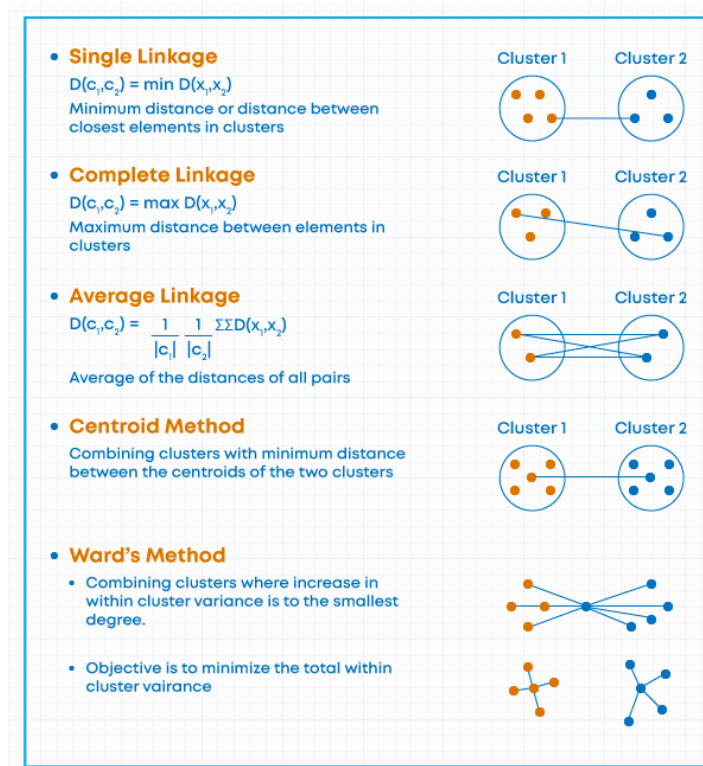 • Single Linkage
D(c₁,c₂) = min D(x₁,x₂)
Minimum distance or distance between
closest elements in clusters
Cluster 1 Cluster 2
• Complete Linkage
D(c₁,c₂) = max D(x₁,x₂)
Maximum distance between elements in
clusters
Cluster 1 Cluster 2
• Average Linkage
D(c₁,c₂) = 1/|c₁| 1/|c₂| ΣΣD(x₁,x₂)
Average of the distances of all pairs
Cluster 1 Cluster 2
• Centroid Method
Combining clusters with minimum distance
between the centroids of the two clusters
Cluster 1 Cluster 2
• Ward's Method
• Combining clusters where increase in
within cluster variance is to the smallest
degree.
• Objective is to minimize the total within
cluster vairance